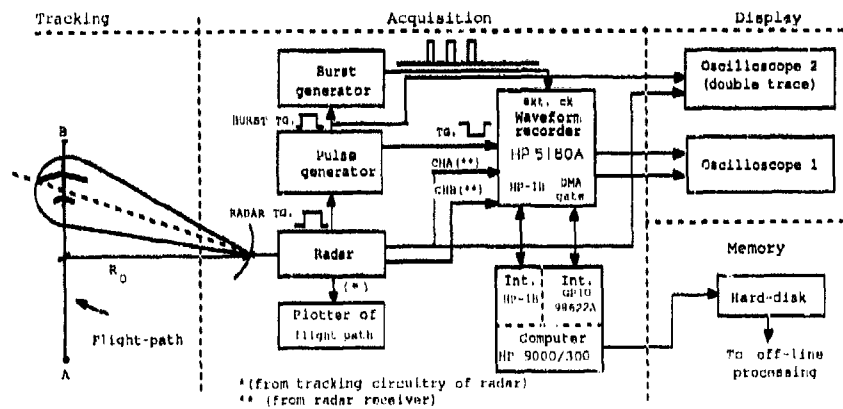 Tracking
Acquisition
Display
Burst
generator
BURST TG.
Pulse
generator
RADAR TG.
Radar
(*)
Plotter of
flight path
TG.
CHA(**)
CHB(**)
ext. ck
Waveform
recorder
HP 5180A
HP-IB
DMA
gate
Int.
HP-IB
Int.
GPIO
98622A
Computer
HP 9000/300
Oscilloscope 2
(double trace)
Oscilloscope 1
Memory
Hard-disk
To off-line
processing
B
R0
Flight-path
A
*(from tracking circuitry of radar)
** (from radar receiver)